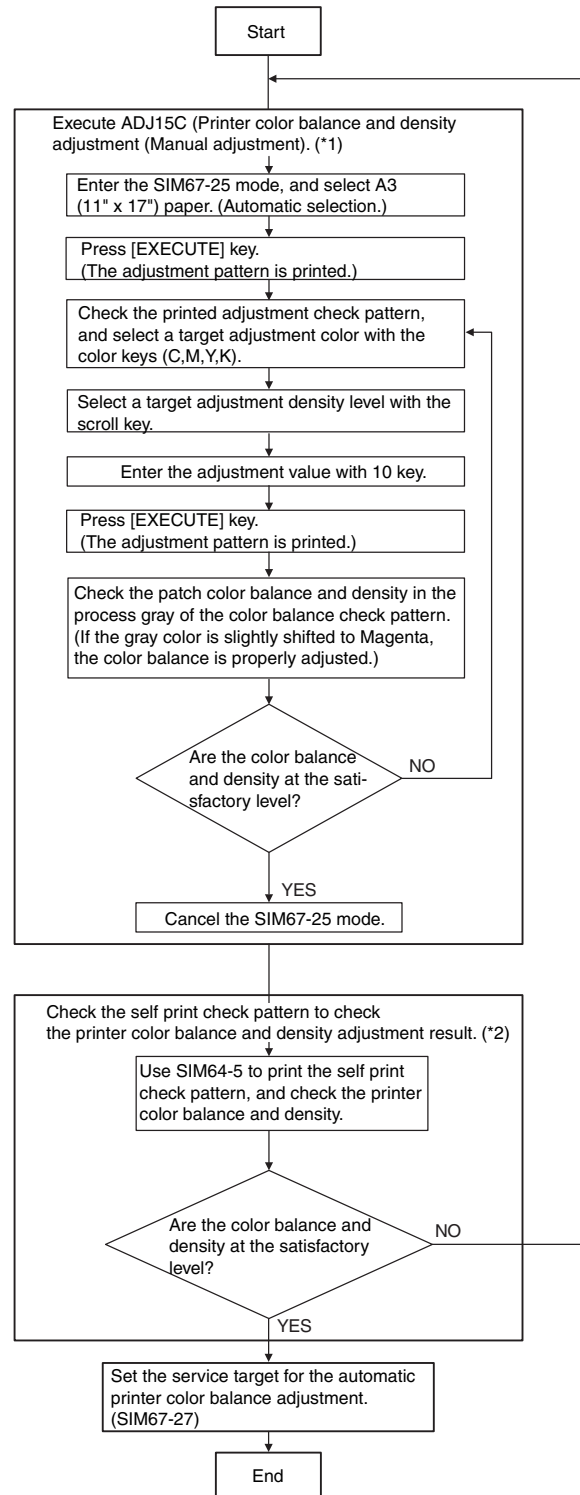 Start
Execute ADJ15C (Printer color balance and density
adjustment (Manual adjustment). (*1)
Enter the SIM67-25 mode, and select A3
(11" x 17") paper. (Automatic selection.)
Press [EXECUTE] key.
(The adjustment pattern is printed.)
Check the printed adjustment check pattern,
and select a target adjustment color with the
color keys (C,M,Y,K).
Select a target adjustment density level with the
scroll key.
Enter the adjustment value with 10 key.
Press [EXECUTE] key.
(The adjustment pattern is printed.)
Check the patch color balance and density in the
process gray of the color balance check pattern.
(If the gray color is slightly shifted to Magenta,
the color balance is properly adjusted.)
Are the color balance
and density at the sati-
sfactory level?
NO
YES
Cancel the SIM67-25 mode.
Check the self print check pattern to check
the printer color balance and density adjustment result. (*2)
Use SIM64-5 to print the self print
check pattern, and check the printer
color balance and density.
Are the color balance and
density at the satisfactory
level?
NO
YES
Set the service target for the automatic
printer color balance adjustment.
(SIM67-27)
End